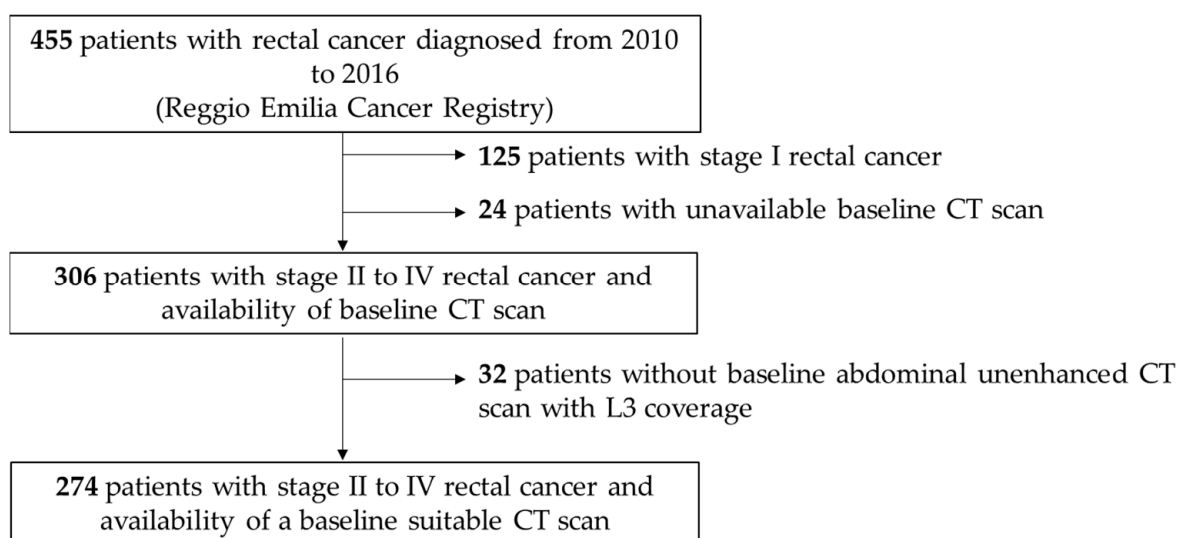 455 patients with rectal cancer diagnosed from 2010
to 2016
(Reggio Emilia Cancer Registry)
125 patients with stage I rectal cancer
24 patients with unavailable baseline CT scan
306 patients with stage II to IV rectal cancer and
availability of baseline CT scan
32 patients without baseline abdominal unenhanced CT
scan with L3 coverage
274 patients with stage II to IV rectal cancer and
availability of a baseline suitable CT scan